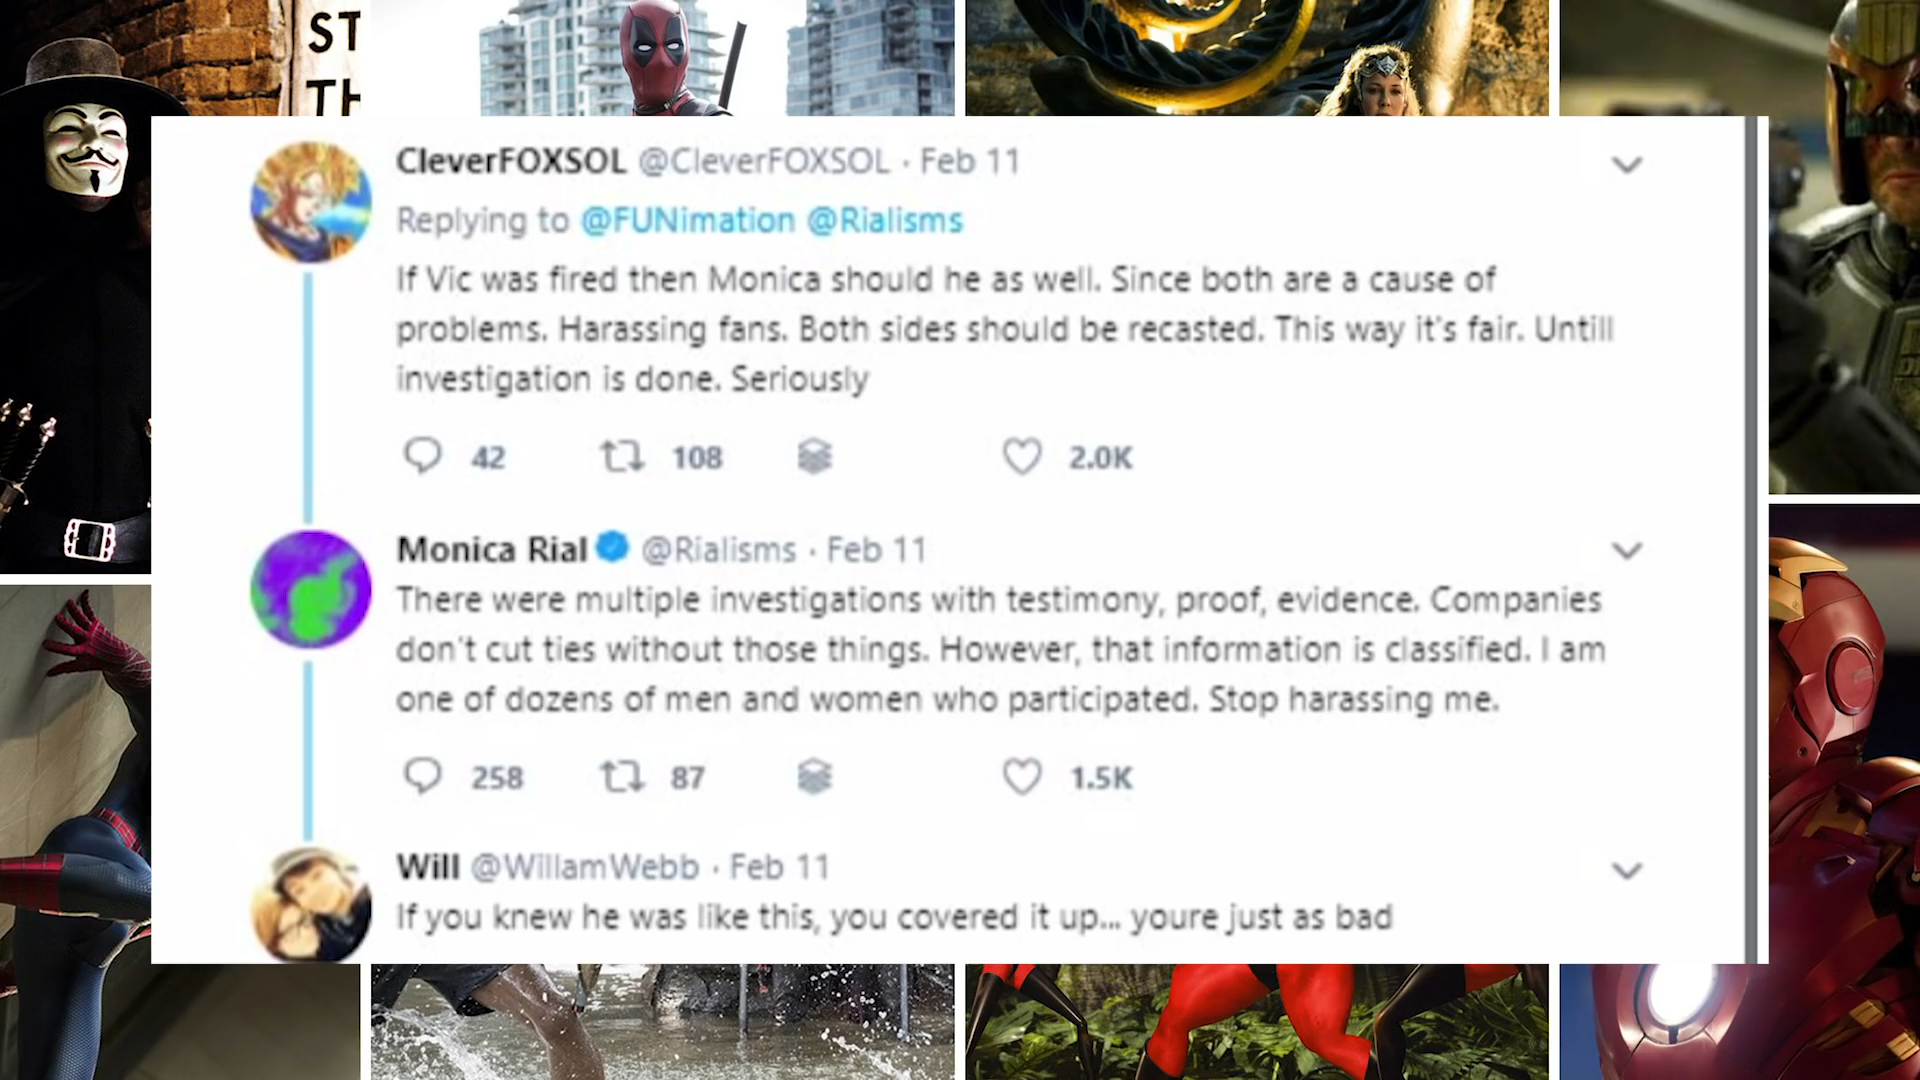 ST
TH
CleverFOXSOL @CleverFOXSOL · Feb 11
Replying to @FUNimation @Rialisms
If Vic was fired then Monica should he as well. Since both are a cause of
problems. Harassing fans. Both sides should be recasted. This way it's fair. Untill
investigation is done. Seriously
42 108 2.0K
Monica Rial @Rialisms · Feb 11
There were multiple investigations with testimony, proof, evidence. Companies
don't cut ties without those things. However, that information is classified. I am
one of dozens of men and women who participated. Stop harassing me.
258 87 1.5K
Will @WillamWebb · Feb 11
If you knew he was like this, you covered it up... youre just as bad